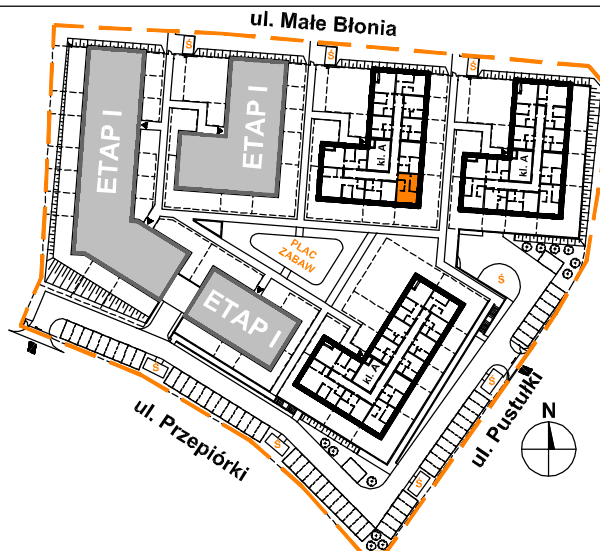 ul. Małe Błonia
Ś
Ś
Ś
ETAP I
ETAP I
kl. A
kl. A
PLAC
ZABAW
Ś
ETAP I
kl. A
Ś
Ś
Ś
Ś
ul. Przepiórki
ul. Pustułki
N